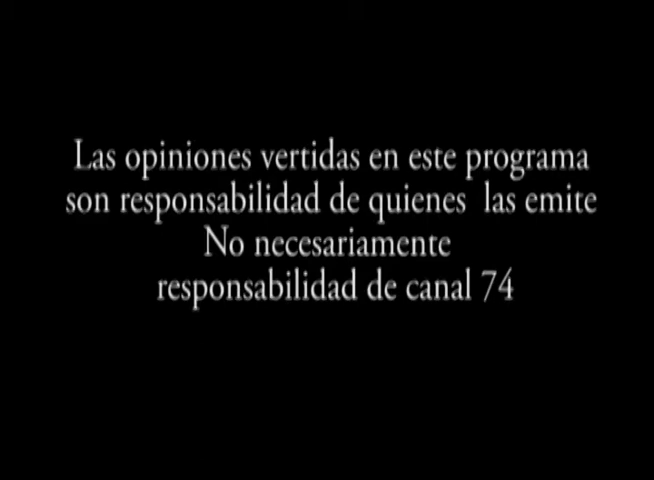 Las opiniones vertidas en este programa
son responsabilidad de quienes las emite
No necesariamente
responsabilidad de canal 74